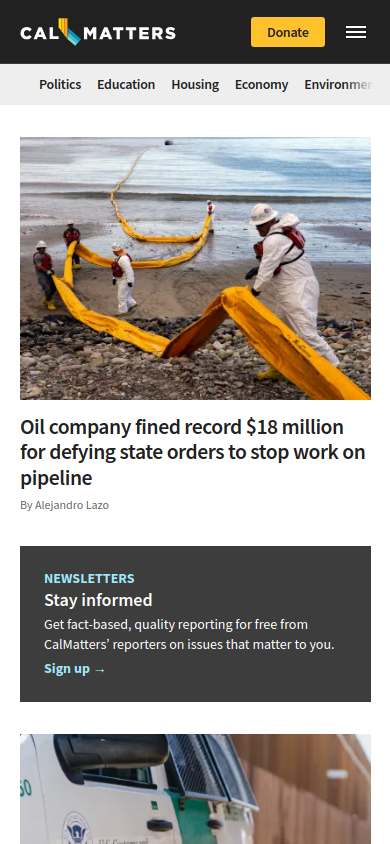 CAL MATTERS
Donate
Politics Education Housing Economy
Oil company fined record $18 million
for defying state orders to stop work on
pipeline
By Alejandro Lazo
NEWSLETTERS
Stay informed
Get fact-based, quality reporting for free from
CalMatters’ reporters on issues that matter to you.
Sign up →